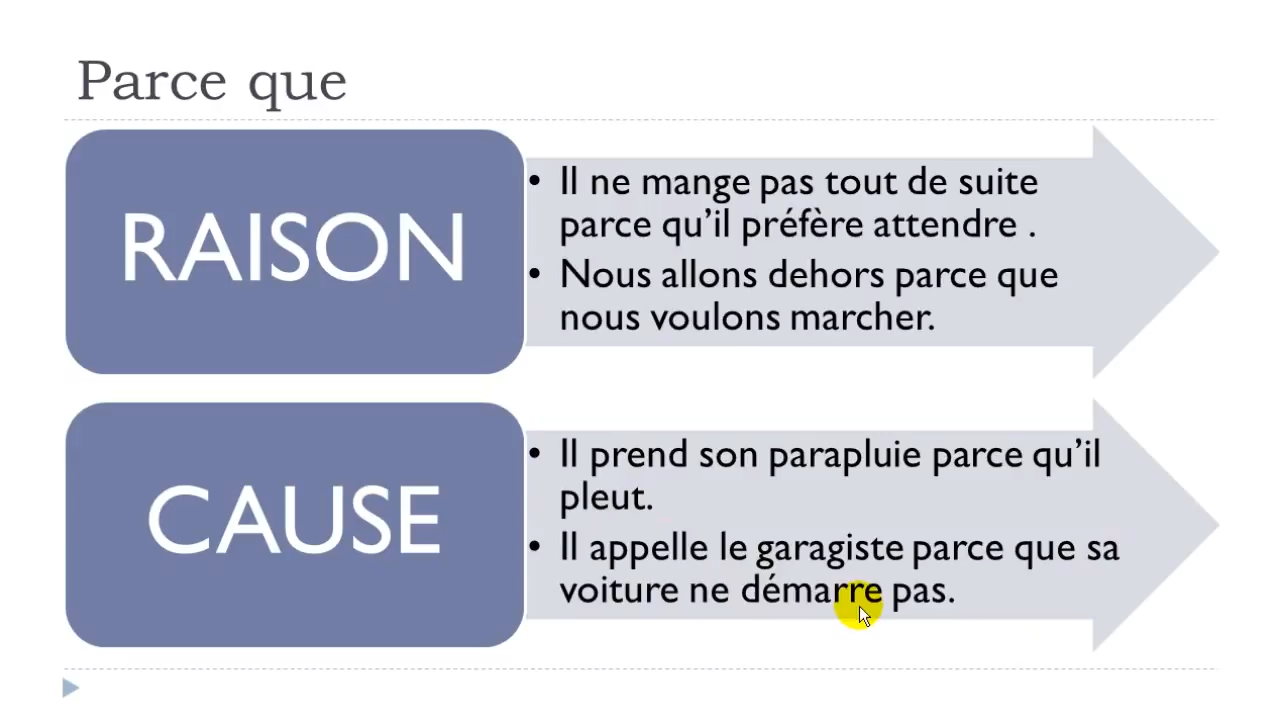 Parce que
RAISON
• Il ne mange pas tout de suite
parce qu’il préfère attendre .
• Nous allons dehors parce que
nous voulons marcher.
CAUSE
• Il prend son parapluie parce qu’il
pleut.
• Il appelle le garagiste parce que sa
voiture ne démarre pas.